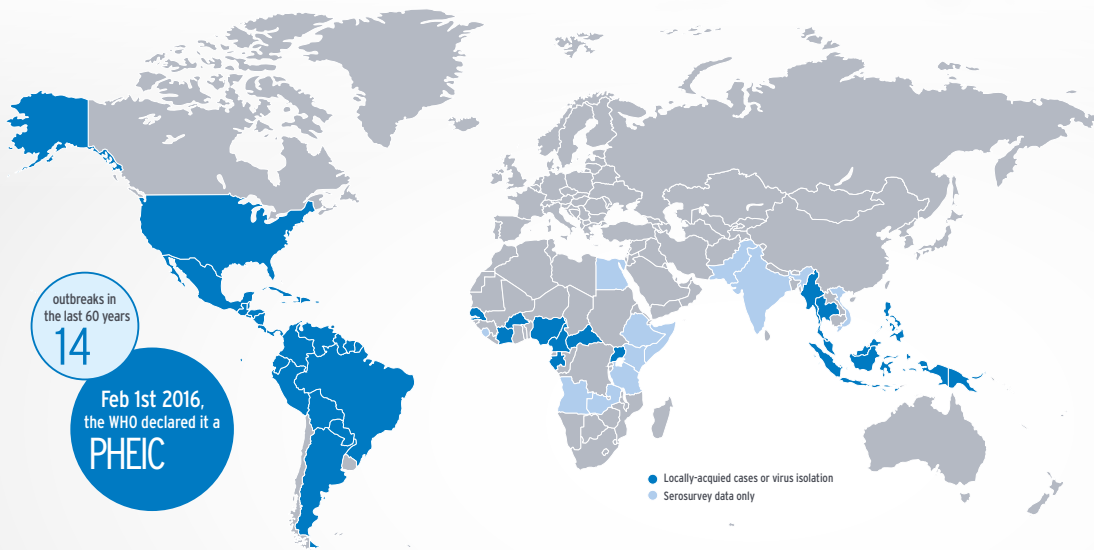 outbreaks in
the last 60 years
14
Feb 1st 2016,
the WHO declared it a
PHEIC
Locally-acquied cases or virus isolation
Serosurvey data only